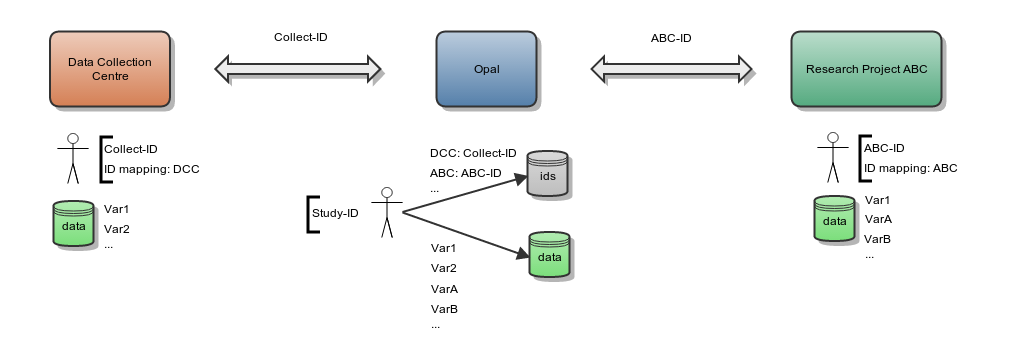 Collect-ID
ABC-ID
Data Collection
Centre
Opal
Research Project ABC
Collect-ID
ID mapping: DCC
data
Var1
Var2
...
DCC: Collect-ID
ABC: ABC-ID
...
ids
Study-ID
data
Var1
Var2
VarA
VarB
...
ABC-ID
ID mapping: ABC
data
Var1
VarA
VarB
...